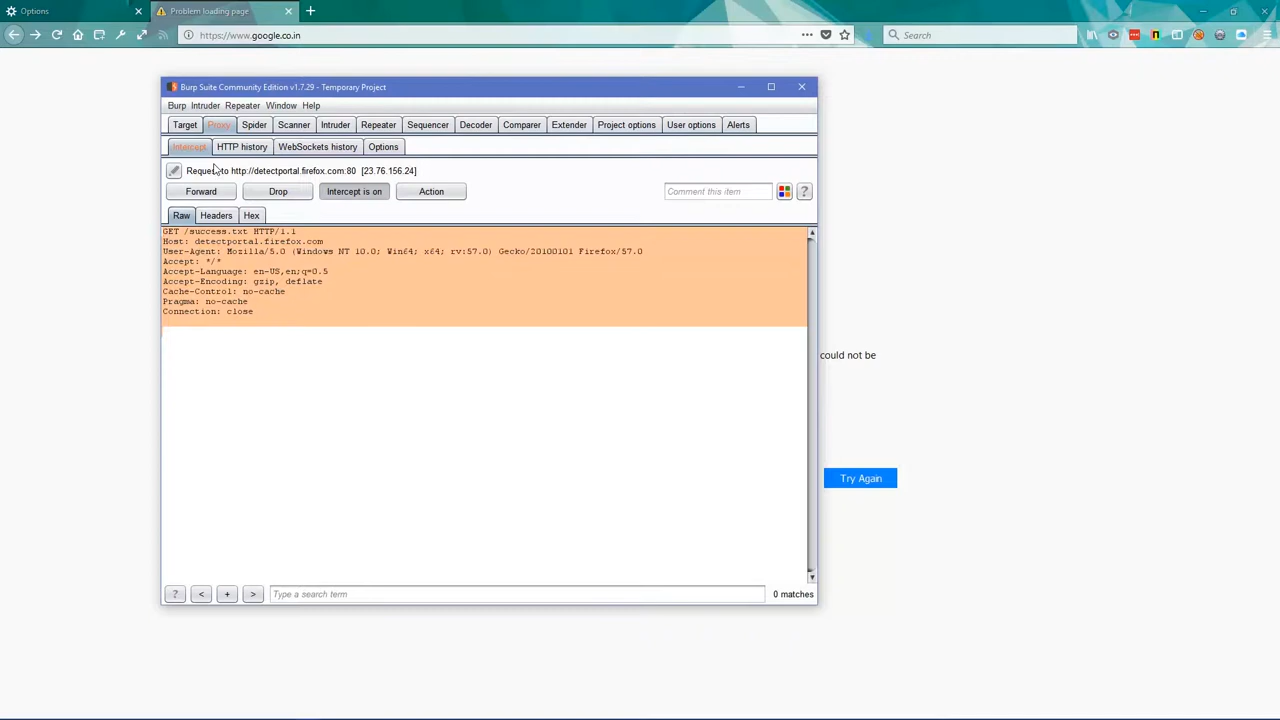 Options
Problem loading page
https://www.google.co.in
Search
Burp Suite Community Edition v1.7.29 - Temporary Project
Burp Intruder Repeater Window Help
Target Proxy Spider Scanner Intruder Repeater Sequencer Decoder Comparer Extender Project options User options Alerts
Intercept HTTP history WebSockets history Options
Request to http://detectportal.firefox.com:80 [23.76.156.24]
Forward Drop Intercept is on Action Comment this item ?
Raw Headers Hex
GET /success.txt HTTP/1.1
Host: detectportal.firefox.com
User-Agent: Mozilla/5.0 (Windows NT 10.0; Win64; x64; rv:57.0) Gecko/20100101 Firefox/57.0
Accept: */*
Accept-Language: en-US,en;q=0.5
Accept-Encoding: gzip, deflate
Cache-Control: no-cache
Pragma: no-cache
Connection: close
could not be
Try Again
? < + > Type a search term 0 matches